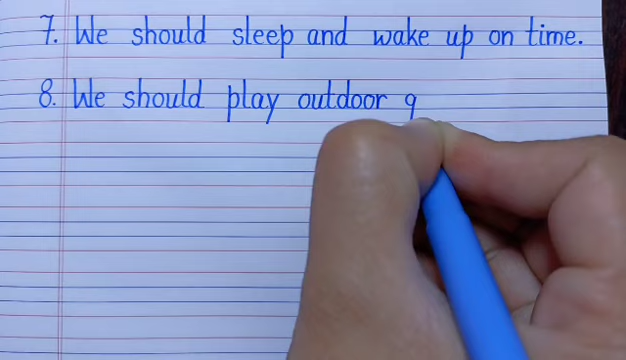 7. We should sleep and wake up on time.
8. We should play outdoor g